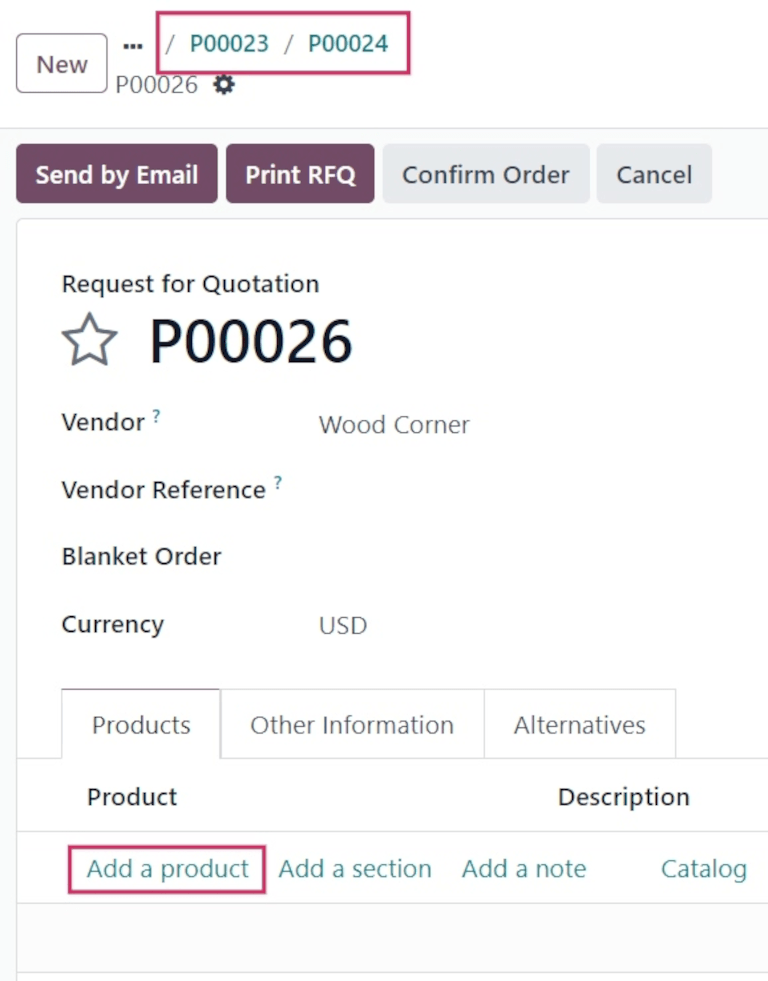 New
... / P00023 / P00024
P00026
Send by Email Print RFQ Confirm Order Cancel
Request for Quotation
P00026
Vendor ? Wood Corner
Vendor Reference ?
Blanket Order
Currency USD
Products Other Information Alternatives
Product Description
Add a product Add a section Add a note Catalog